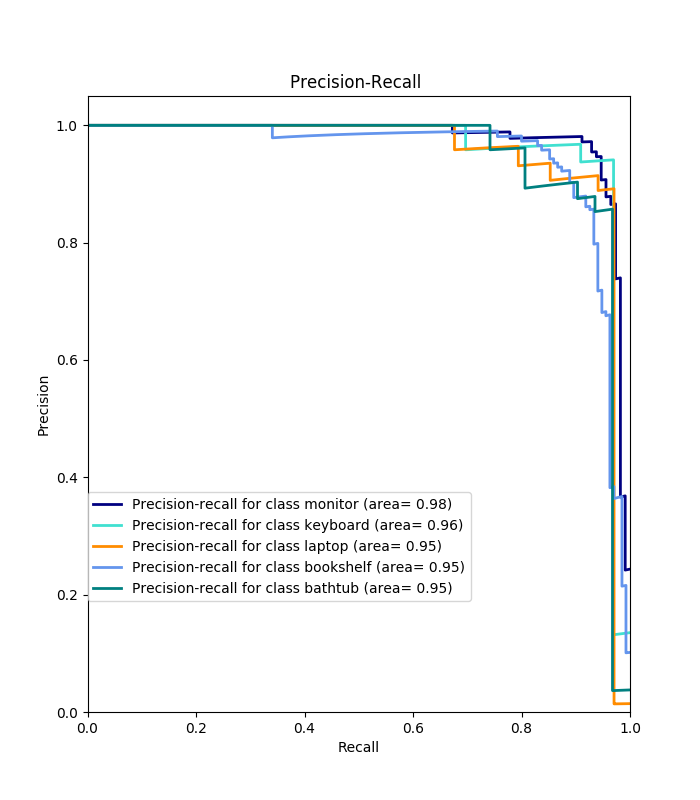 Precision-Recall
1.0
0.8
0.6
0.4
0.2
0.0
Precision
Precision-recall for class monitor (area= 0.98)
Precision-recall for class keyboard (area= 0.96)
Precision-recall for class laptop (area= 0.95)
Precision-recall for class bookshelf (area= 0.95)
Precision-recall for class bathtub (area= 0.95)
0.0 0.2 0.4 0.6 0.8 1.0
Recall